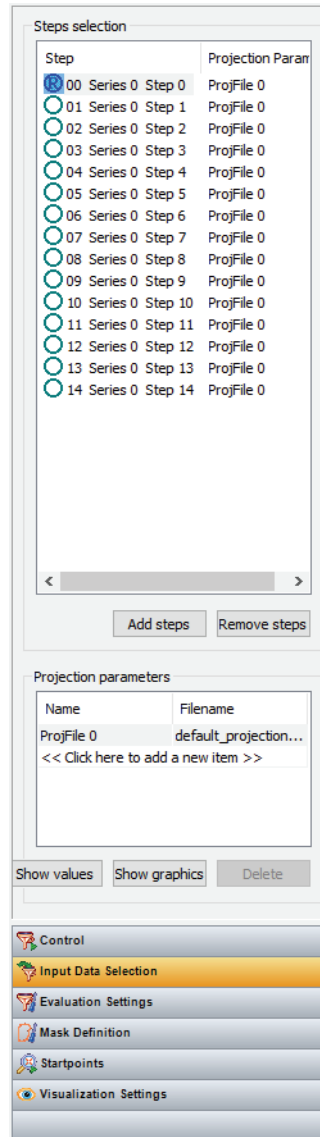 Steps selection
Step Projection Param
R 00 Series 0 Step 0 ProjFile 0
01 Series 0 Step 1 ProjFile 0
02 Series 0 Step 2 ProjFile 0
03 Series 0 Step 3 ProjFile 0
04 Series 0 Step 4 ProjFile 0
05 Series 0 Step 5 ProjFile 0
06 Series 0 Step 6 ProjFile 0
07 Series 0 Step 7 ProjFile 0
08 Series 0 Step 8 ProjFile 0
09 Series 0 Step 9 ProjFile 0
10 Series 0 Step 10 ProjFile 0
11 Series 0 Step 11 ProjFile 0
12 Series 0 Step 12 ProjFile 0
13 Series 0 Step 13 ProjFile 0
14 Series 0 Step 14 ProjFile 0
Add steps Remove steps
Projection parameters
Name Filename
ProjFile 0 default_projection...
<< Click here to add a new item >>
Show values Show graphics Delete
Control
Input Data Selection
Evaluation Settings
Mask Definition
Startpoints
Visualization Settings